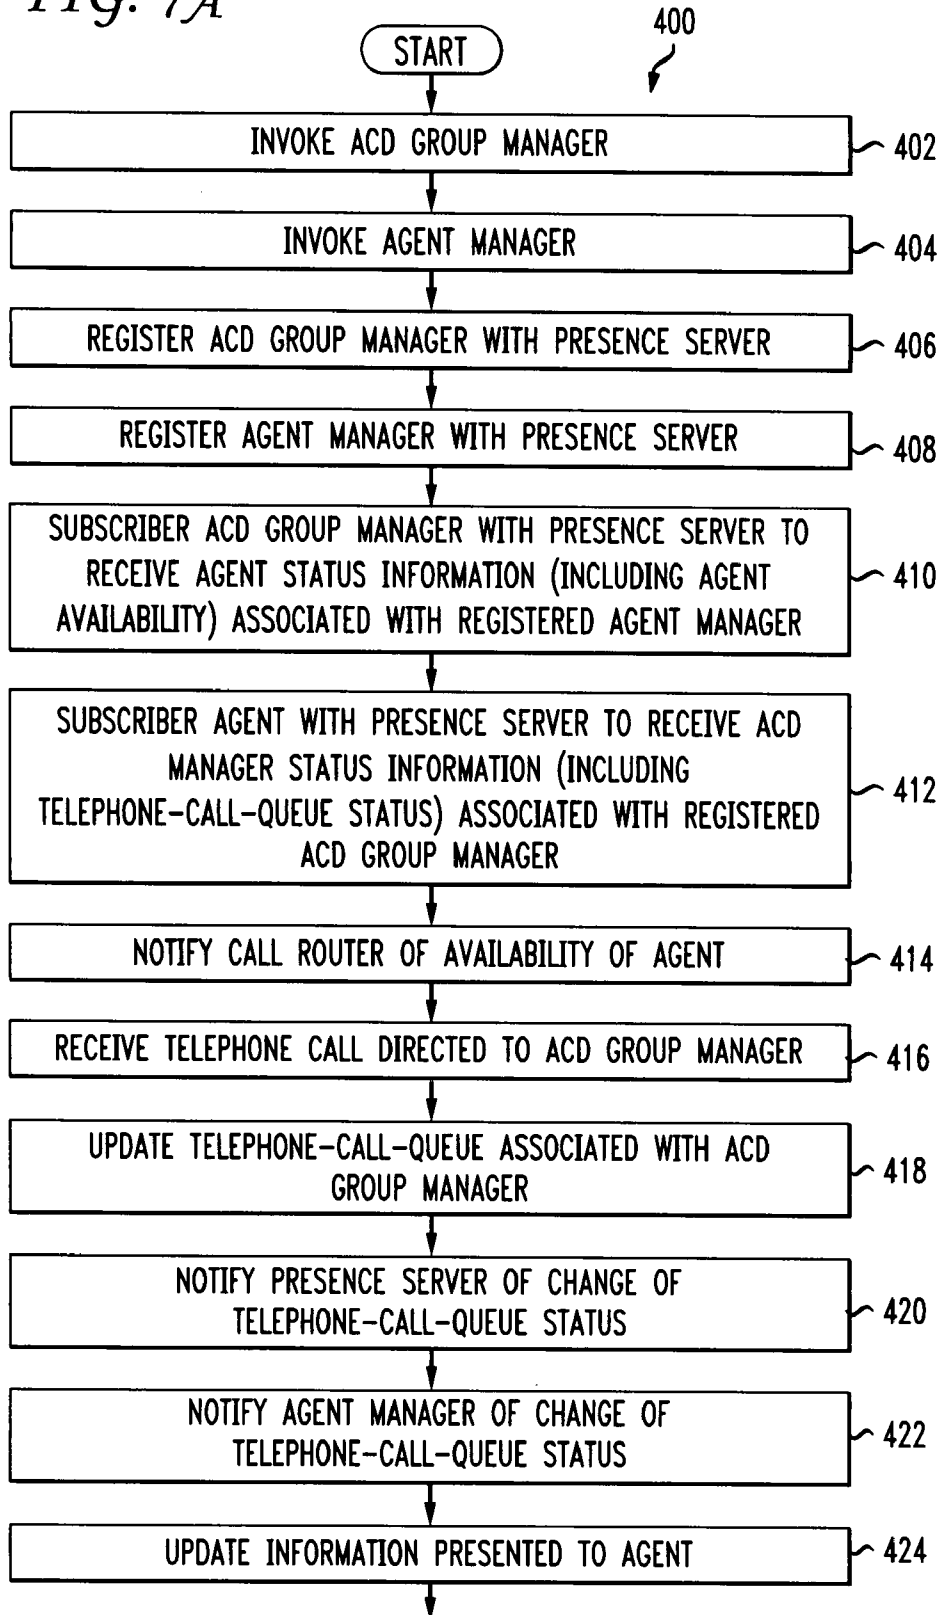 FIG. 7A
400
START
INVOKE ACD GROUP MANAGER
402
INVOKE AGENT MANAGER
404
REGISTER ACD GROUP MANAGER WITH PRESENCE SERVER
406
REGISTER AGENT MANAGER WITH PRESENCE SERVER
408
SUBSCRIBER ACD GROUP MANAGER WITH PRESENCE SERVER TO
RECEIVE AGENT STATUS INFORMATION (INCLUDING AGENT
AVAILABILITY) ASSOCIATED WITH REGISTERED AGENT MANAGER
410
SUBSCRIBER AGENT WITH PRESENCE SERVER TO RECEIVE ACD
MANAGER STATUS INFORMATION (INCLUDING
TELEPHONE-CALL-QUEUE STATUS) ASSOCIATED WITH REGISTERED
ACD GROUP MANAGER
412
NOTIFY CALL ROUTER OF AVAILABILITY OF AGENT
414
RECEIVE TELEPHONE CALL DIRECTED TO ACD GROUP MANAGER
416
UPDATE TELEPHONE-CALL-QUEUE ASSOCIATED WITH ACD
GROUP MANAGER
418
NOTIFY PRESENCE SERVER OF CHANGE OF
TELEPHONE-CALL-QUEUE STATUS
420
NOTIFY AGENT MANAGER OF CHANGE OF
TELEPHONE-CALL-QUEUE STATUS
422
UPDATE INFORMATION PRESENTED TO AGENT
424